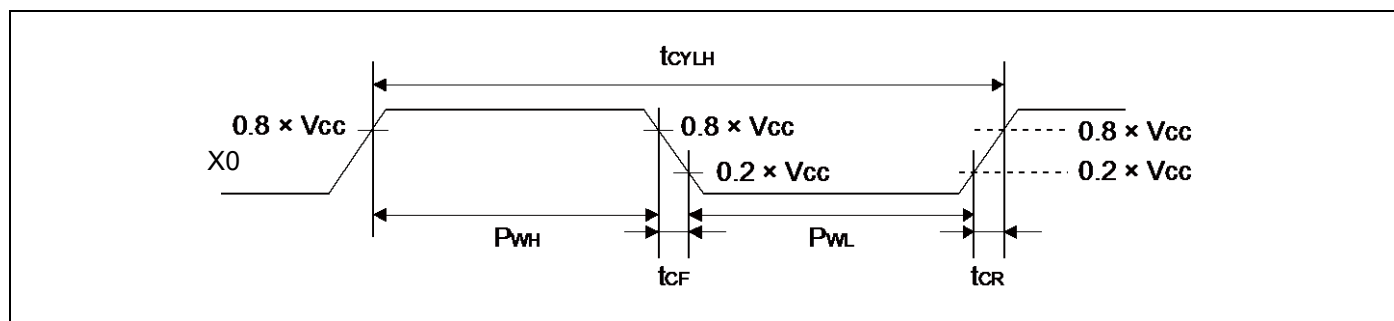 tCYLH
0.8 × VCC
0.8 × VCC
0.8 × VCC
X0
0.2 × VCC
0.2 × VCC
PWH
PWL
tCF
tCR